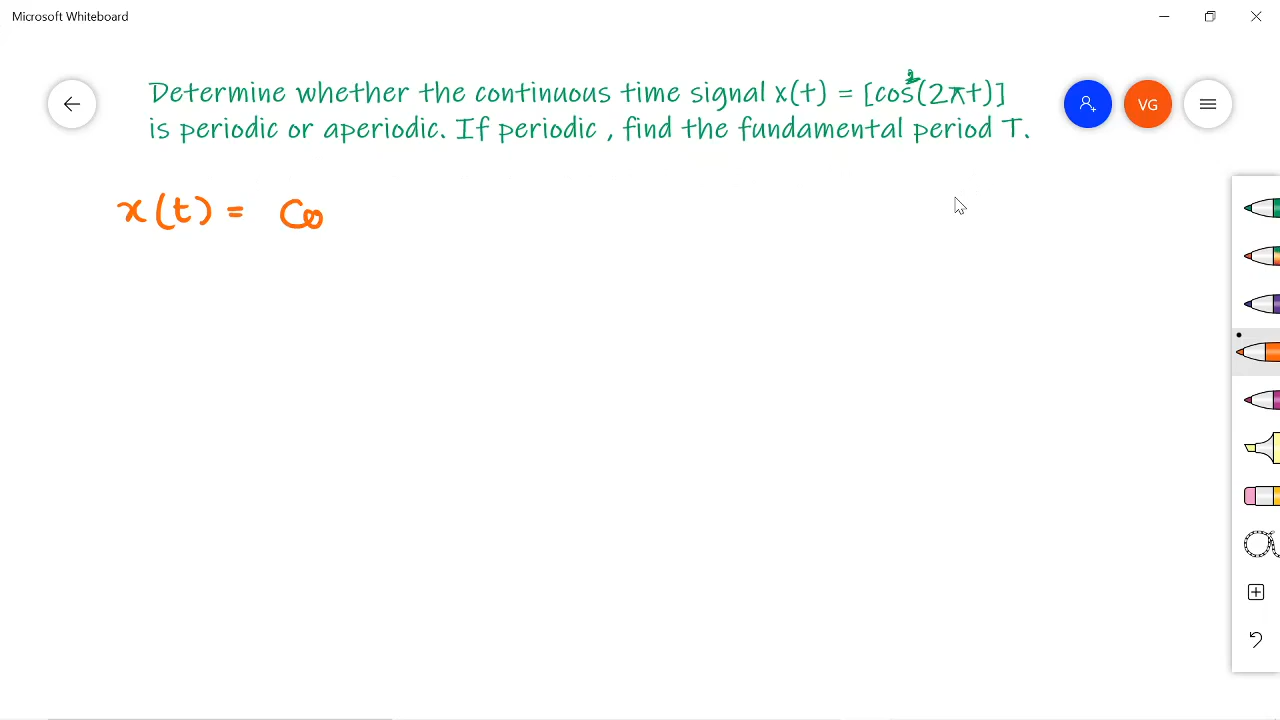 Microsoft Whiteboard
Determine whether the continuous time signal x(t) = [cos²(2πt)]
is periodic or aperiodic. If periodic , find the fundamental period T.
VG
x(t) = Co